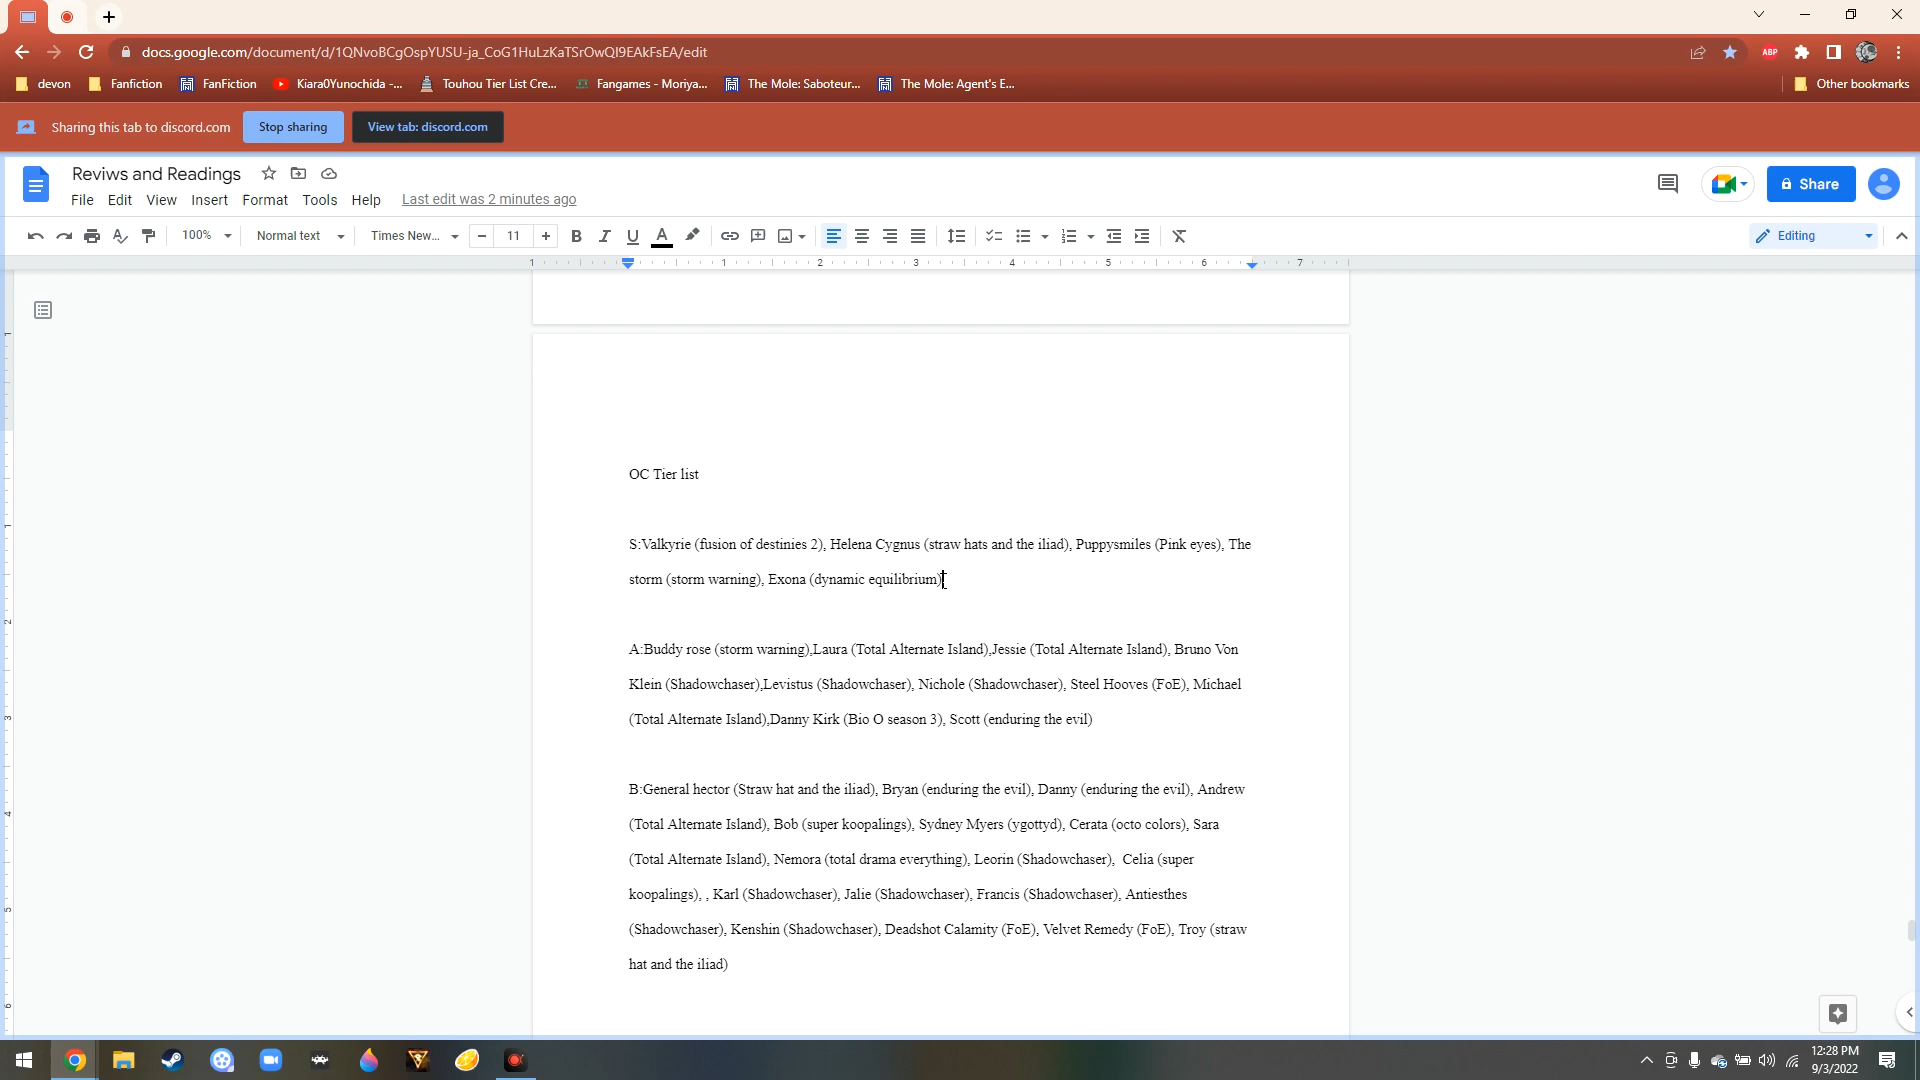 docs.google.com/document/d/1QNvoBCgOspYUSU-ja_CoG1HuLzKaTSrOwQl9EAkFsEA/edit
devon Fanfiction FanFiction Kiara0Yunochida -... Touhou Tier List Cre... Fangames - Moriya... The Mole: Saboteur... The Mole: Agent's E... Other bookmarks
ABP
Sharing this tab to discord.com Stop sharing View tab: discord.com
Reviws and Readings
File Edit View Insert Format Tools Help Last edit was 2 minutes ago
Share
100% Normal text Times New... 11 Editing
1 1 2 3 4 5 6 7
OC Tier list
S:Valkyrie (fusion of destinies 2), Helena Cygnus (straw hats and the iliad), Puppysmiles (Pink eyes), The
storm (storm warning), Exona (dynamic equilibrium)
A:Buddy rose (storm warning),Laura (Total Alternate Island),Jessie (Total Alternate Island), Bruno Von
Klein (Shadowchaser),Levistus (Shadowchaser), Nichole (Shadowchaser), Steel Hooves (FoE), Michael
(Total Alternate Island),Danny Kirk (Bio O season 3), Scott (enduring the evil)
B:General hector (Straw hat and the iliad), Bryan (enduring the evil), Danny (enduring the evil), Andrew
(Total Alternate Island), Bob (super koopalings), Sydney Myers (ygottyd), Cerata (octo colors), Sara
(Total Alternate Island), Nemora (total drama everything), Leorin (Shadowchaser),  Celia (super
koopalings), , Karl (Shadowchaser), Jalie (Shadowchaser), Francis (Shadowchaser), Antiesthes
(Shadowchaser), Kenshin (Shadowchaser), Deadshot Calamity (FoE), Velvet Remedy (FoE), Troy (straw
hat and the iliad)
12:28 PM
9/3/2022